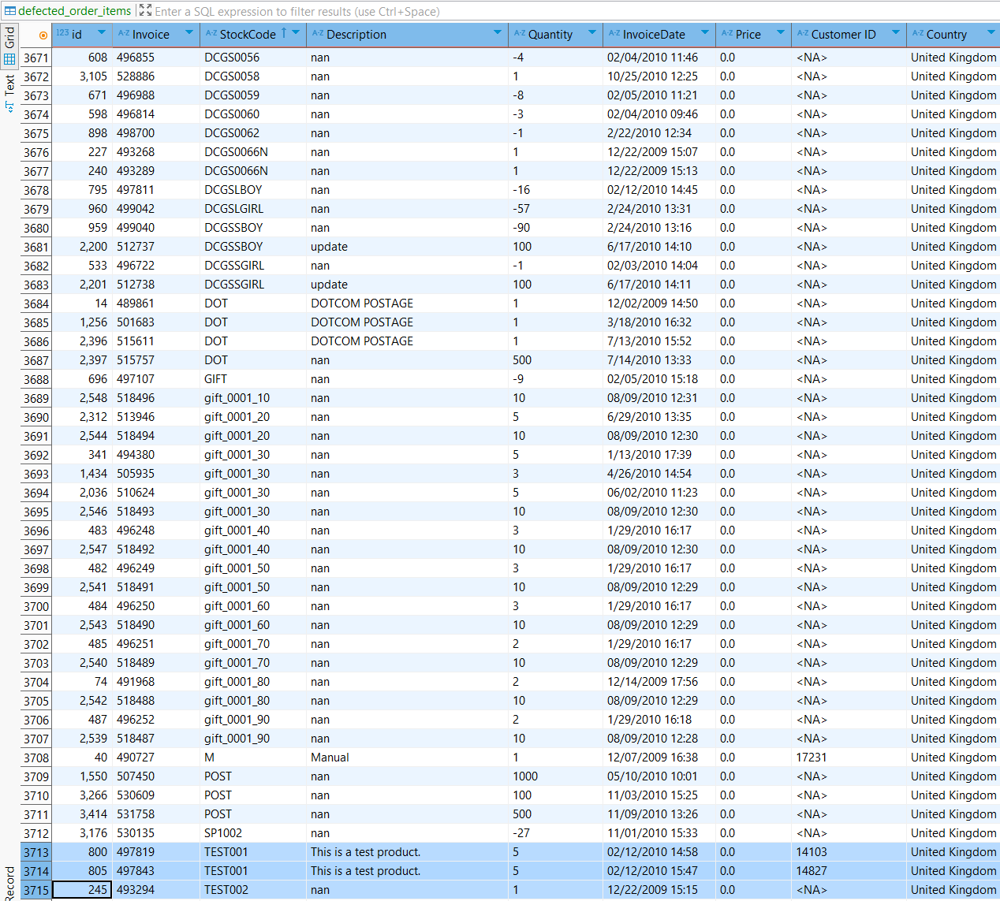 defected_order_items Enter a SQL expression to filter results (use Ctrl+Space)
Grid
Text
Record
123 id A-Z Invoice A-Z StockCode A-Z Description A-Z Quantity A-Z InvoiceDate A-Z Price A-Z Customer ID A-Z Country
3671 608 496855 DCGS0056 nan -4 02/04/2010 11:46 0.0 <NA> United Kingdom
3672 3,105 528886 DCGS0058 nan 1 10/25/2010 12:25 0.0 <NA> United Kingdom
3673 671 496988 DCGS0059 nan -8 02/05/2010 11:21 0.0 <NA> United Kingdom
3674 598 496814 DCGS0060 nan -3 02/04/2010 09:46 0.0 <NA> United Kingdom
3675 898 498700 DCGS0062 nan -1 2/22/2010 12:34 0.0 <NA> United Kingdom
3676 227 493268 DCGS0066N nan 1 12/22/2009 15:07 0.0 <NA> United Kingdom
3677 240 493289 DCGS0066N nan 1 12/22/2009 15:13 0.0 <NA> United Kingdom
3678 795 497811 DCGSLBOY nan -16 02/12/2010 14:45 0.0 <NA> United Kingdom
3679 960 499042 DCGSLGIRL nan -57 2/24/2010 13:31 0.0 <NA> United Kingdom
3680 959 499040 DCGSSBOY nan -90 2/24/2010 13:16 0.0 <NA> United Kingdom
3681 2,200 512737 DCGSSBOY update 100 6/17/2010 14:10 0.0 <NA> United Kingdom
3682 533 496722 DCGSSGIRL nan -1 02/03/2010 14:04 0.0 <NA> United Kingdom
3683 2,201 512738 DCGSSGIRL update 100 6/17/2010 14:11 0.0 <NA> United Kingdom
3684 14 489861 DOT DOTCOM POSTAGE 1 12/02/2009 14:50 0.0 <NA> United Kingdom
3685 1,256 501683 DOT DOTCOM POSTAGE 1 3/18/2010 16:32 0.0 <NA> United Kingdom
3686 2,396 515611 DOT DOTCOM POSTAGE 1 7/13/2010 15:52 0.0 <NA> United Kingdom
3687 2,397 515757 DOT nan 500 7/14/2010 13:33 0.0 <NA> United Kingdom
3688 696 497107 GIFT nan -9 02/05/2010 15:18 0.0 <NA> United Kingdom
3689 2,548 518496 gift_0001_10 nan 10 08/09/2010 12:31 0.0 <NA> United Kingdom
3690 2,312 513946 gift_0001_20 nan 5 6/29/2010 13:35 0.0 <NA> United Kingdom
3691 2,544 518494 gift_0001_20 nan 10 08/09/2010 12:30 0.0 <NA> United Kingdom
3692 341 494380 gift_0001_30 nan 5 1/13/2010 17:39 0.0 <NA> United Kingdom
3693 1,434 505935 gift_0001_30 nan 3 4/26/2010 14:54 0.0 <NA> United Kingdom
3694 2,036 510624 gift_0001_30 nan 5 06/02/2010 11:23 0.0 <NA> United Kingdom
3695 2,546 518493 gift_0001_30 nan 10 08/09/2010 12:30 0.0 <NA> United Kingdom
3696 483 496248 gift_0001_40 nan 3 1/29/2010 16:17 0.0 <NA> United Kingdom
3697 2,547 518492 gift_0001_40 nan 10 08/09/2010 12:30 0.0 <NA> United Kingdom
3698 482 496249 gift_0001_50 nan 3 1/29/2010 16:17 0.0 <NA> United Kingdom
3699 2,541 518491 gift_0001_50 nan 10 08/09/2010 12:29 0.0 <NA> United Kingdom
3700 484 496250 gift_0001_60 nan 3 1/29/2010 16:17 0.0 <NA> United Kingdom
3701 2,543 518490 gift_0001_60 nan 10 08/09/2010 12:29 0.0 <NA> United Kingdom
3702 485 496251 gift_0001_70 nan 2 1/29/2010 16:17 0.0 <NA> United Kingdom
3703 2,540 518489 gift_0001_70 nan 10 08/09/2010 12:29 0.0 <NA> United Kingdom
3704 74 491968 gift_0001_80 nan 2 12/14/2009 17:56 0.0 <NA> United Kingdom
3705 2,542 518488 gift_0001_80 nan 10 08/09/2010 12:29 0.0 <NA> United Kingdom
3706 487 496252 gift_0001_90 nan 2 1/29/2010 16:18 0.0 <NA> United Kingdom
3707 2,539 518487 gift_0001_90 nan 10 08/09/2010 12:28 0.0 <NA> United Kingdom
3708 40 490727 M Manual 1 12/07/2009 16:38 0.0 17231 United Kingdom
3709 1,550 507450 POST nan 1000 05/10/2010 10:01 0.0 <NA> United Kingdom
3710 3,266 530609 POST nan 100 11/03/2010 15:25 0.0 <NA> United Kingdom
3711 3,414 531758 POST nan 500 11/09/2010 13:26 0.0 <NA> United Kingdom
3712 3,176 530135 SP1002 nan -27 11/01/2010 15:33 0.0 <NA> United Kingdom
3713 800 497819 TEST001 This is a test product. 5 02/12/2010 14:58 0.0 14103 United Kingdom
3714 805 497843 TEST001 This is a test product. 5 02/12/2010 15:47 0.0 14827 United Kingdom
3715 245 493294 TEST002 nan 1 12/22/2009 15:15 0.0 <NA> United Kingdom